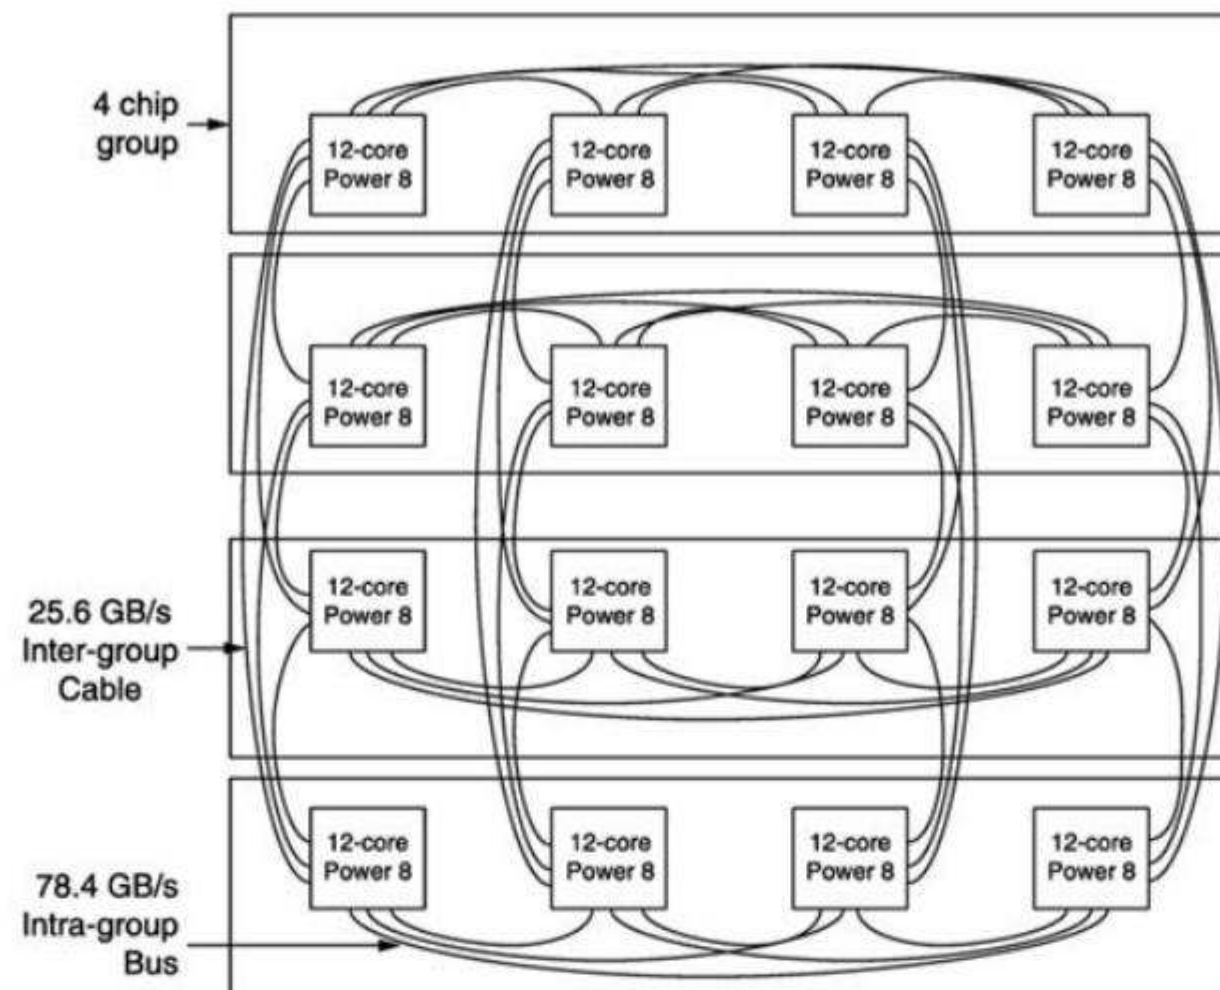 4 chip
group
12-core
Power 8
12-core
Power 8
12-core
Power 8
12-core
Power 8
12-core
Power 8
12-core
Power 8
12-core
Power 8
12-core
Power 8
25.6 GB/s
Inter-group
Cable
12-core
Power 8
12-core
Power 8
12-core
Power 8
12-core
Power 8
78.4 GB/s
Intra-group
Bus
12-core
Power 8
12-core
Power 8
12-core
Power 8
12-core
Power 8